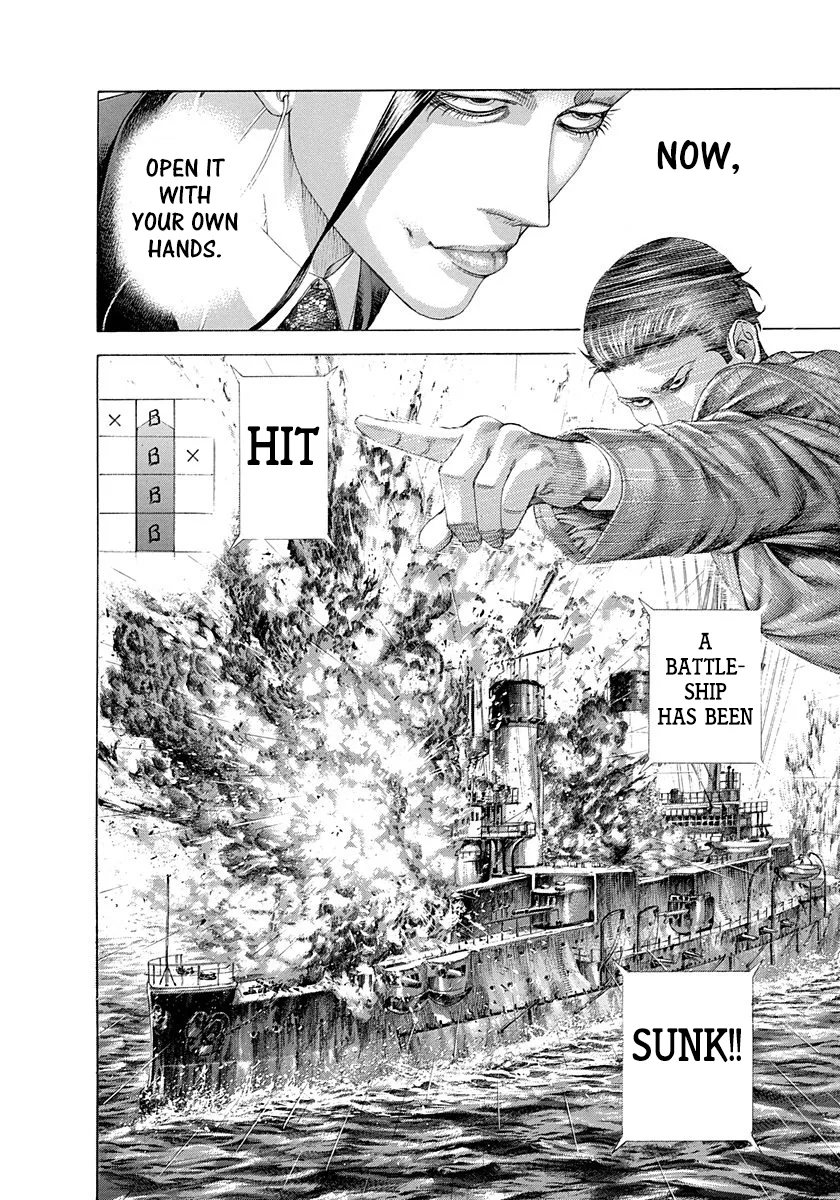 NOW,
OPEN IT
WITH
YOUR OWN
HANDS.
HIT
× B
B ×
B
B
A
BATTLE-
SHIP
HAS BEEN
SUNK!!